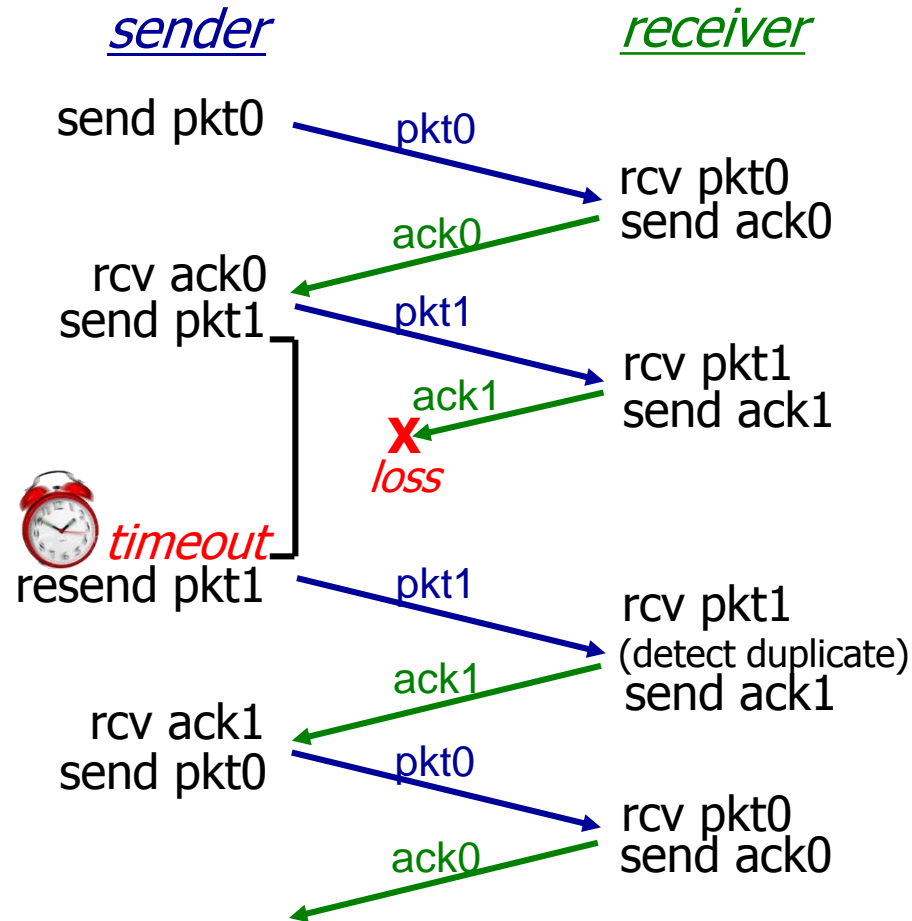 sender
receiver
send pkt0
pkt0
rcv pkt0
send ack0
ack0
rcv ack0
send pkt1
pkt1
rcv pkt1
send ack1
ack1
X
loss
timeout
resend pkt1
pkt1
rcv pkt1
(detect duplicate)
send ack1
ack1
rcv ack1
send pkt0
pkt0
rcv pkt0
send ack0
ack0